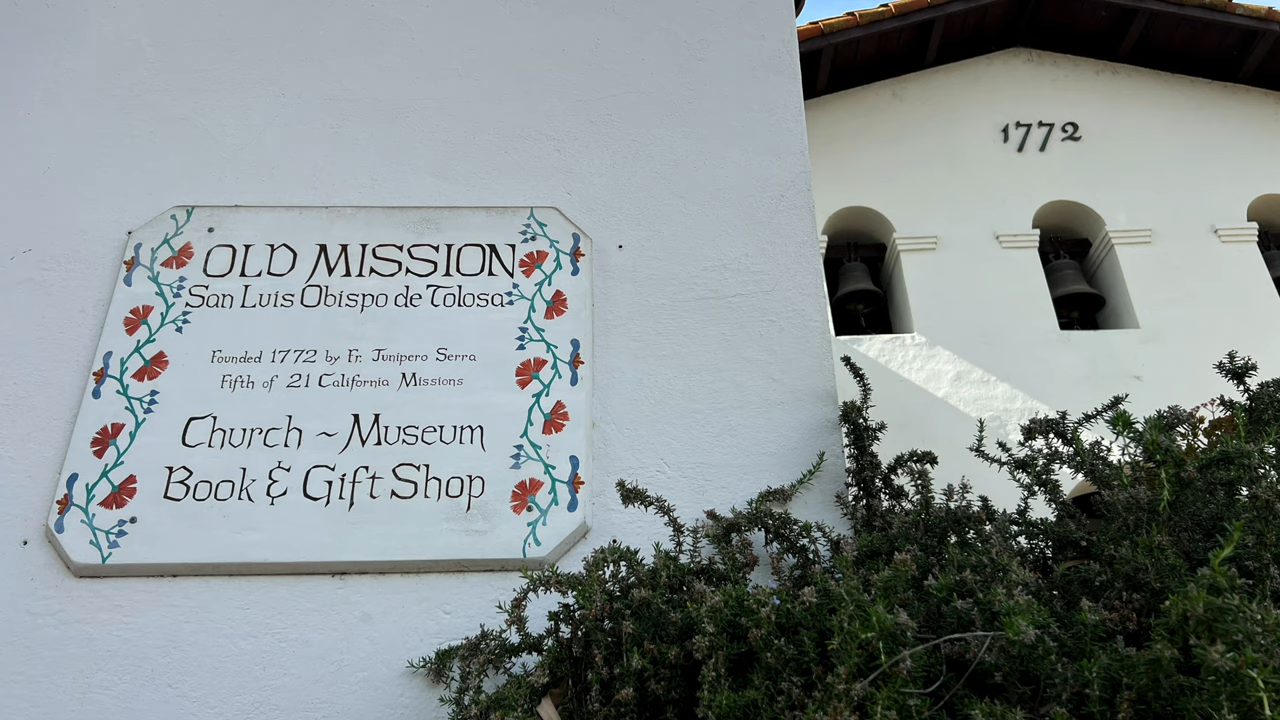 OLD MISSION
San Luis Obispo de Tolosa
Founded 1772 by Fr. Junipero Serra
Fifth of 21 California Missions
Church ~ Museum
Book & Gift Shop
1772